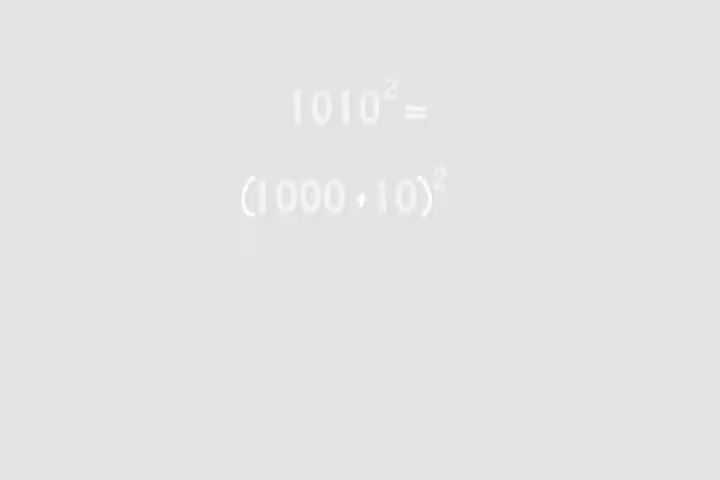 1010² =
(1000 + 10)²